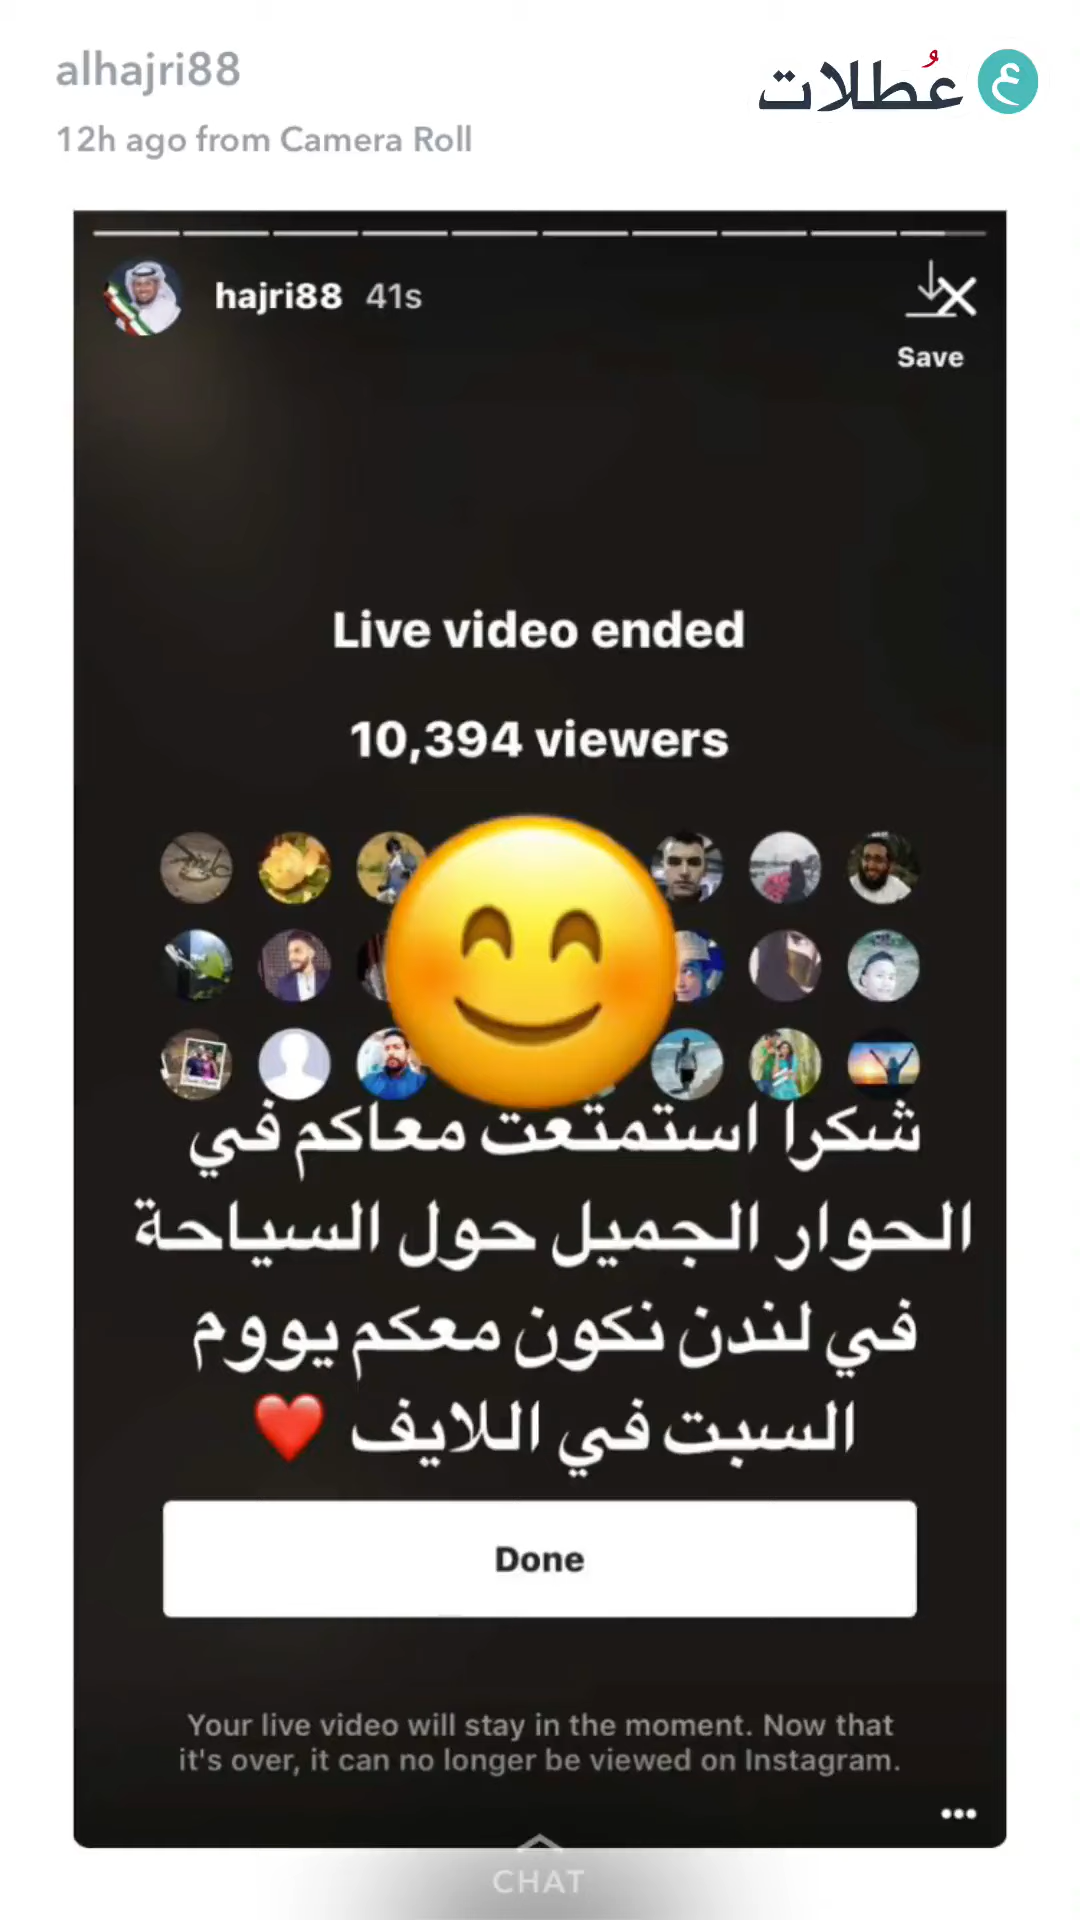 alhajri88
عُطلات ع
12h ago from Camera Roll
hajri88 41s
Save
Live video ended
10,394 viewers
شكرا استمتعت معاكم في
الحوار الجميل حول السياحة
في لندن نكون معكم يووم
السبت في اللايف ❤️
Done
Your live video will stay in the moment. Now that
it's over, it can no longer be viewed on Instagram.
CHAT